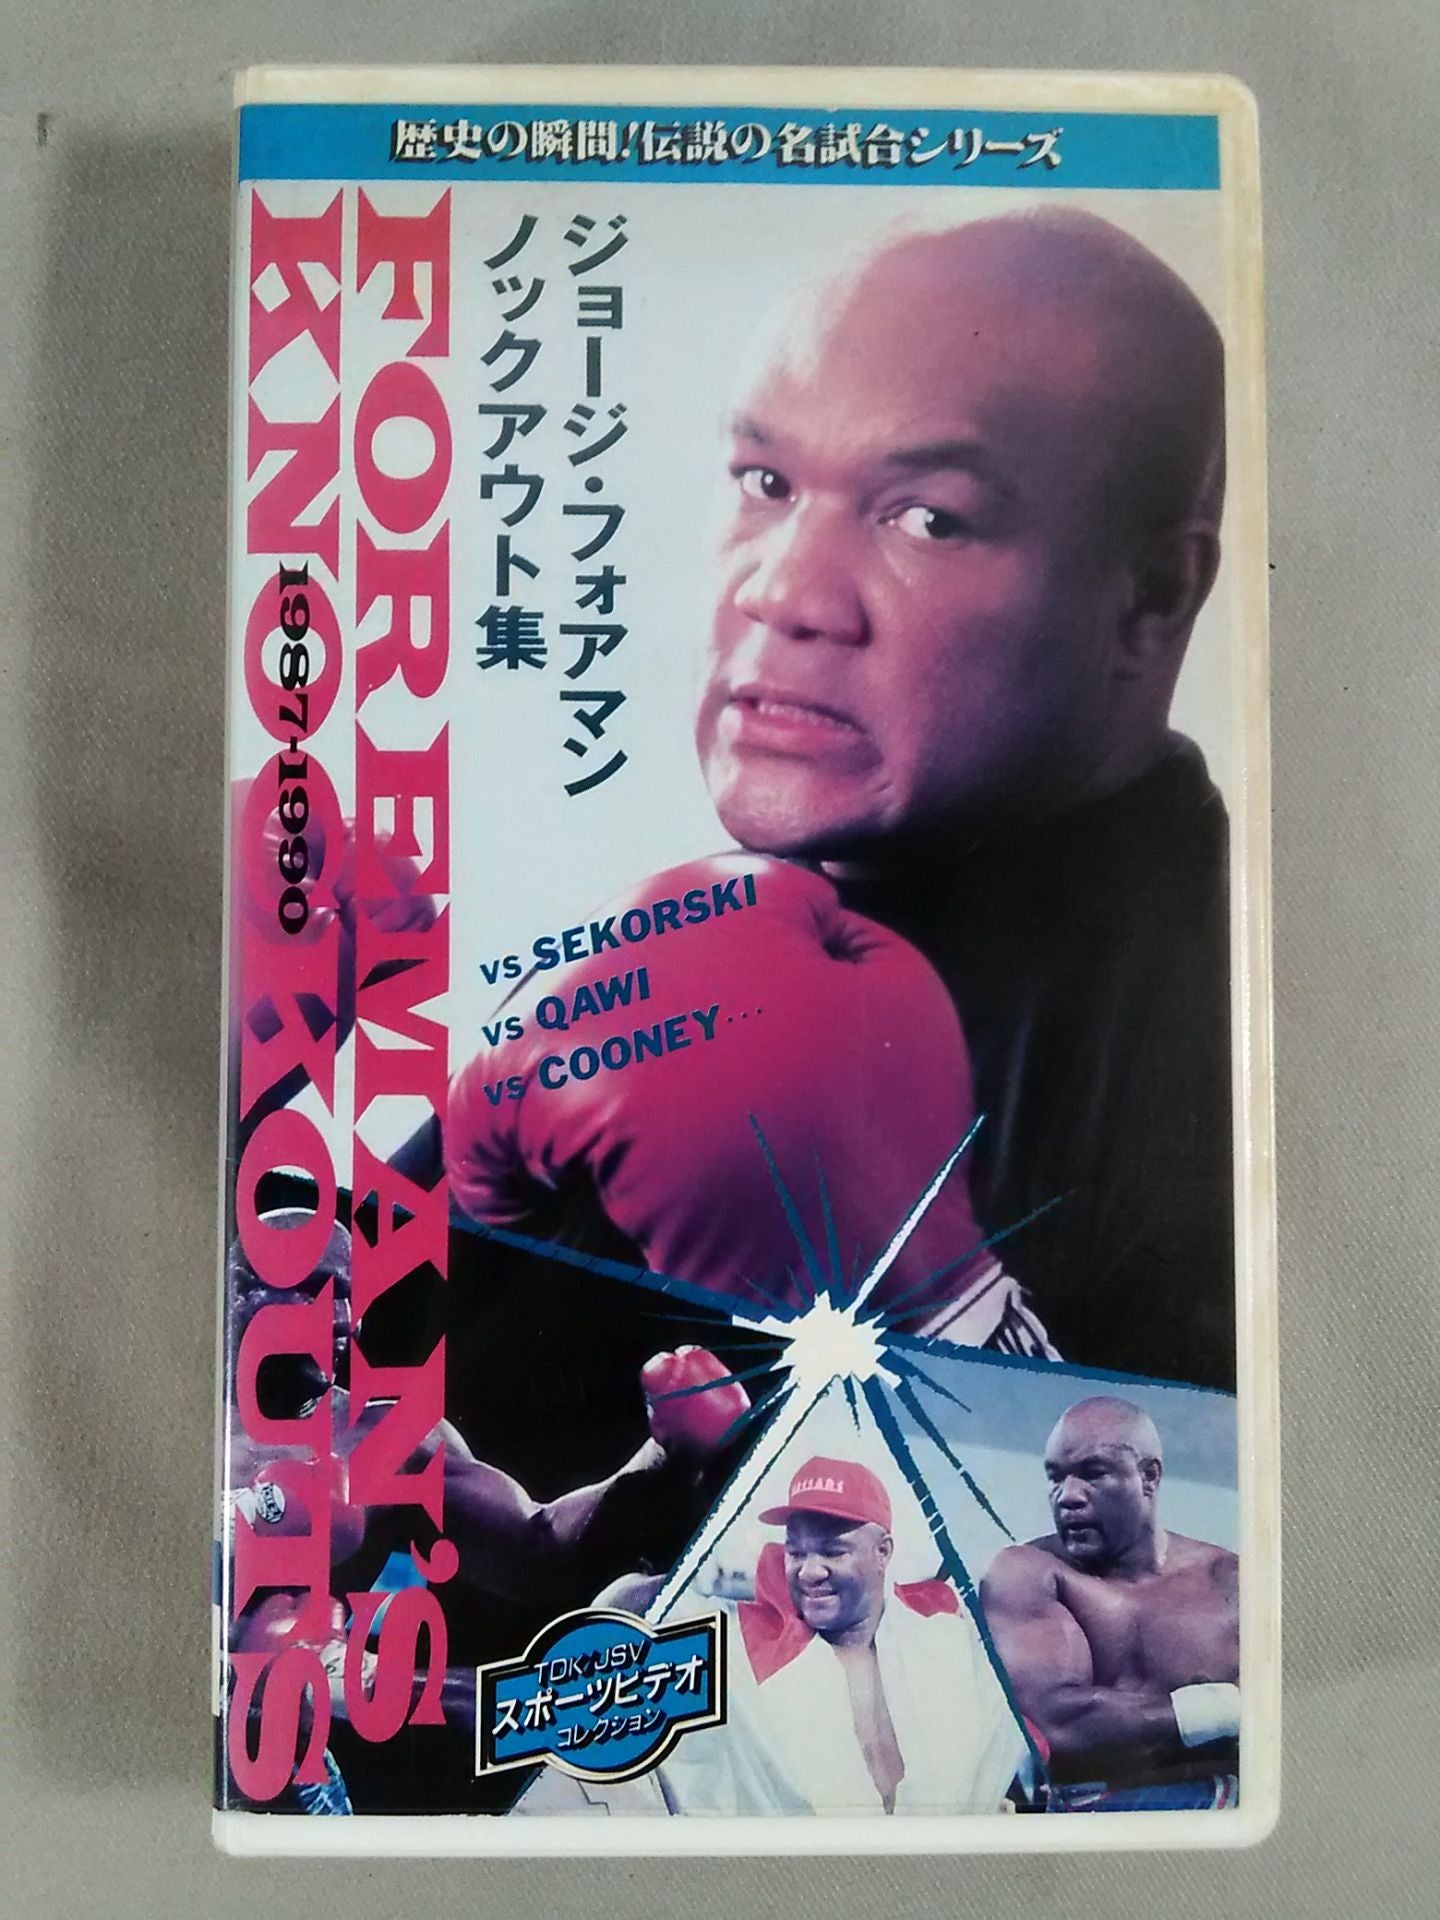 歴史の瞬間!伝説の名試合シリーズ
ジョージ・フォアマン
ノックアウト集
FOREMAN'S
KNOCKOUTS
1987-1990
vs SEKORSKI
vs QAWI
vs COONEY...
CAESARS
TDK JSV
スポーツビデオ
コレクション